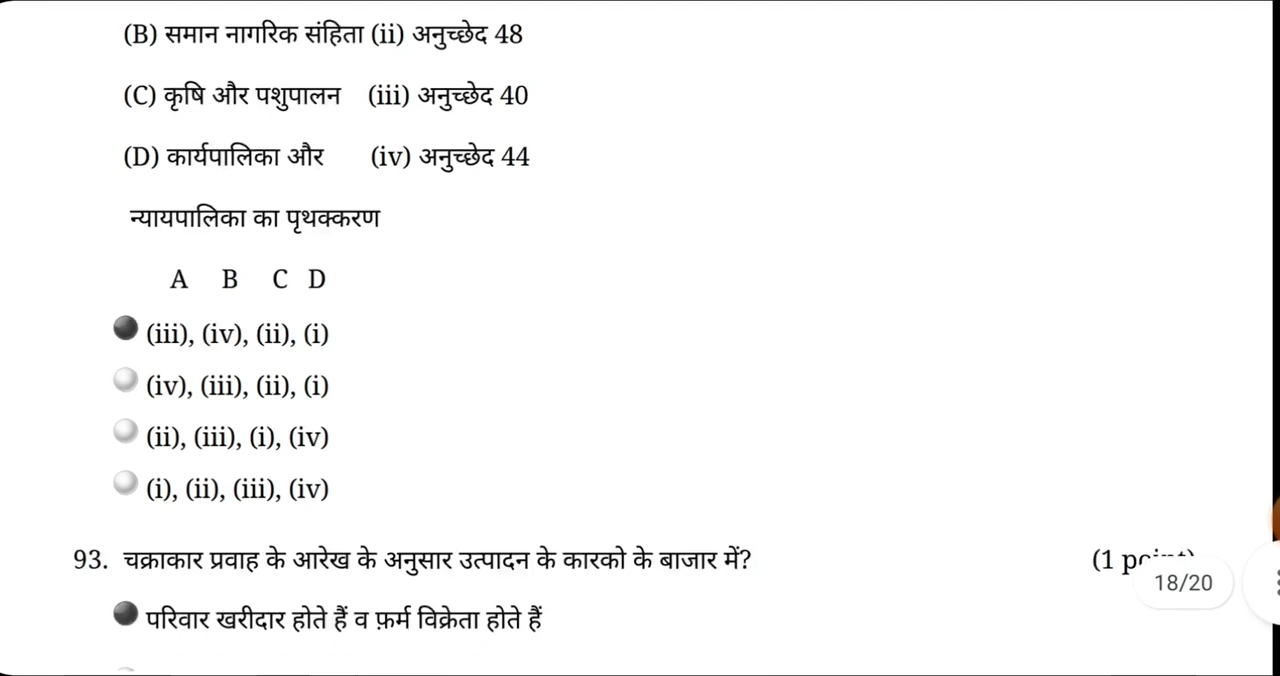 (B) समान नागरिक संहिता (ii) अनुच्छेद 48
(C) कृषि और पशुपालन (iii) अनुच्छेद 40
(D) कार्यपालिका और (iv) अनुच्छेद 44
न्यायपालिका का पृथक्करण
A B C D
(iii), (iv), (ii), (i)
(iv), (iii), (ii), (i)
(ii), (iii), (i), (iv)
(i), (ii), (iii), (iv)
93. चक्राकार प्रवाह के आरेख के अनुसार उत्पादन के कारको के बाजार में? (1 point)
18/20
परिवार खरीदार होते हैं व फ़र्म विक्रेता होते हैं